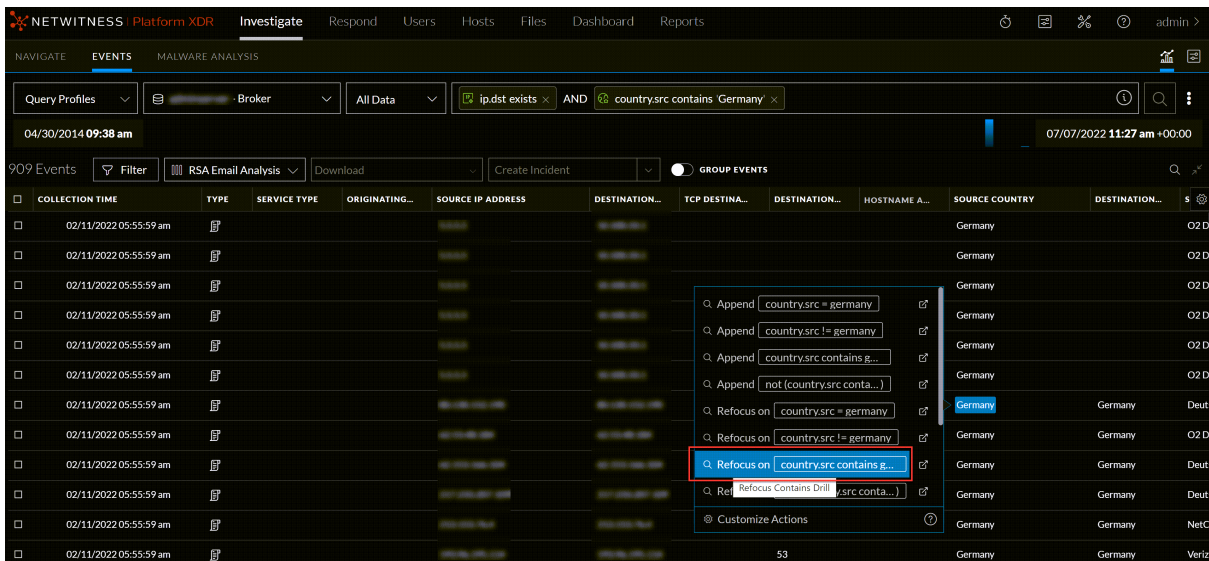 NETWITNESS Platform XDR Investigate Respond Users Hosts Files Dashboard Reports admin >
NAVIGATE EVENTS MALWARE ANALYSIS
Query Profiles - Broker All Data ip.dst exists × AND country.src contains 'Germany' ×
04/30/2014 09:38 am 07/07/2022 11:27 am +00:00
909 Events Filter RSA Email Analysis Download Create Incident GROUP EVENTS
COLLECTION TIME TYPE SERVICE TYPE ORIGINATING... SOURCE IP ADDRESS DESTINATION... TCP DESTINA... DESTINATION... HOSTNAME A... SOURCE COUNTRY DESTINATION... S
02/11/2022 05:55:59 am Germany O2 D
02/11/2022 05:55:59 am Germany O2 D
02/11/2022 05:55:59 am Germany O2 D
Append country.src = germany
02/11/2022 05:55:59 am Germany O2 D
Append country.src != germany
02/11/2022 05:55:59 am Germany O2 D
Append country.src contains g...
02/11/2022 05:55:59 am Germany O2 D
Append not (country.src conta...)
02/11/2022 05:55:59 am Germany Germany Deut
Refocus on country.src = germany
02/11/2022 05:55:59 am Germany Germany O2 D
Refocus on country.src != germany
02/11/2022 05:55:59 am Germany Germany Deut
Refocus on country.src contains g...
02/11/2022 05:55:59 am Germany Germany Deut
Ref y.src conta...)
Refocus Contains Drill
02/11/2022 05:55:59 am Germany Germany NetC
Customize Actions
02/11/2022 05:55:59 am 53 Germany Germany Veriz